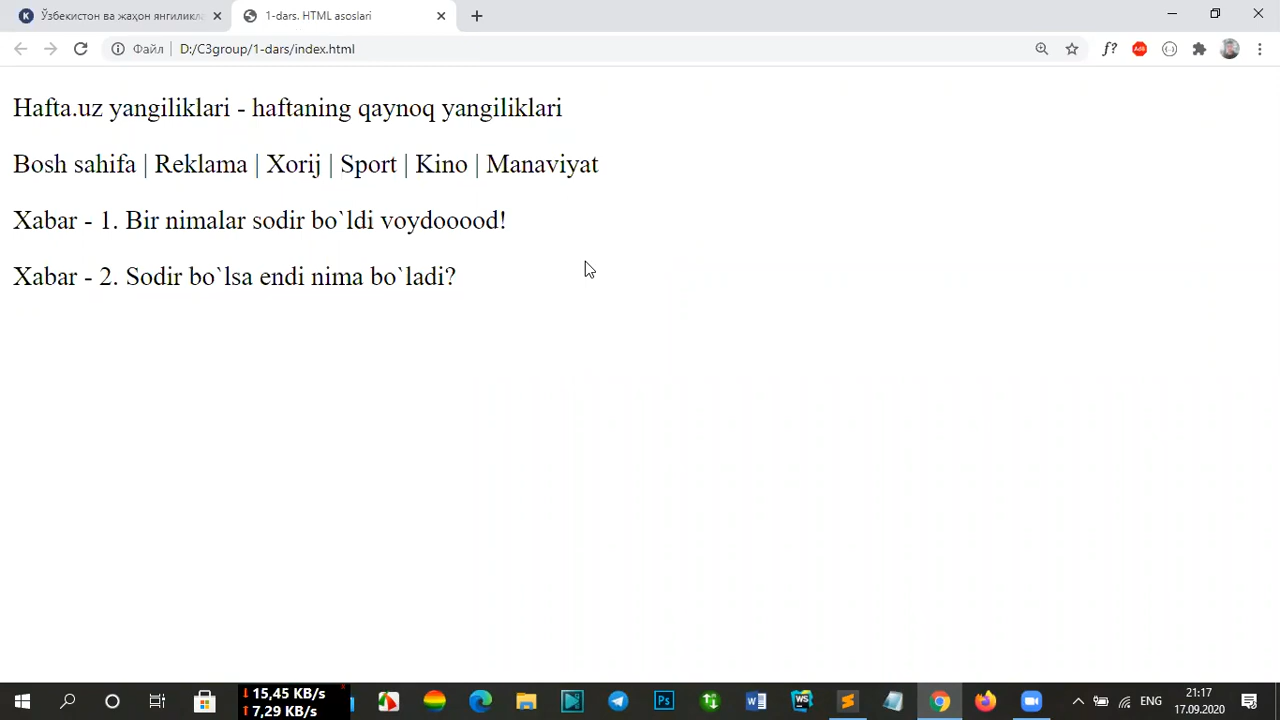 Ўзбекистон ва жаҳон янгиликла
1-dars. HTML asoslari
Файл
D:/C3group/1-dars/index.html
f?
Hafta.uz yangiliklari - haftaning qaynoq yangiliklari
Bosh sahifa | Reklama | Xorij | Sport | Kino | Manaviyat
Xabar - 1. Bir nimalar sodir bo`ldi voydooood!
Xabar - 2. Sodir bo`lsa endi nima bo`ladi?
15,45 KB/s
7,29 KB/s
ENG
21:17
17.09.2020